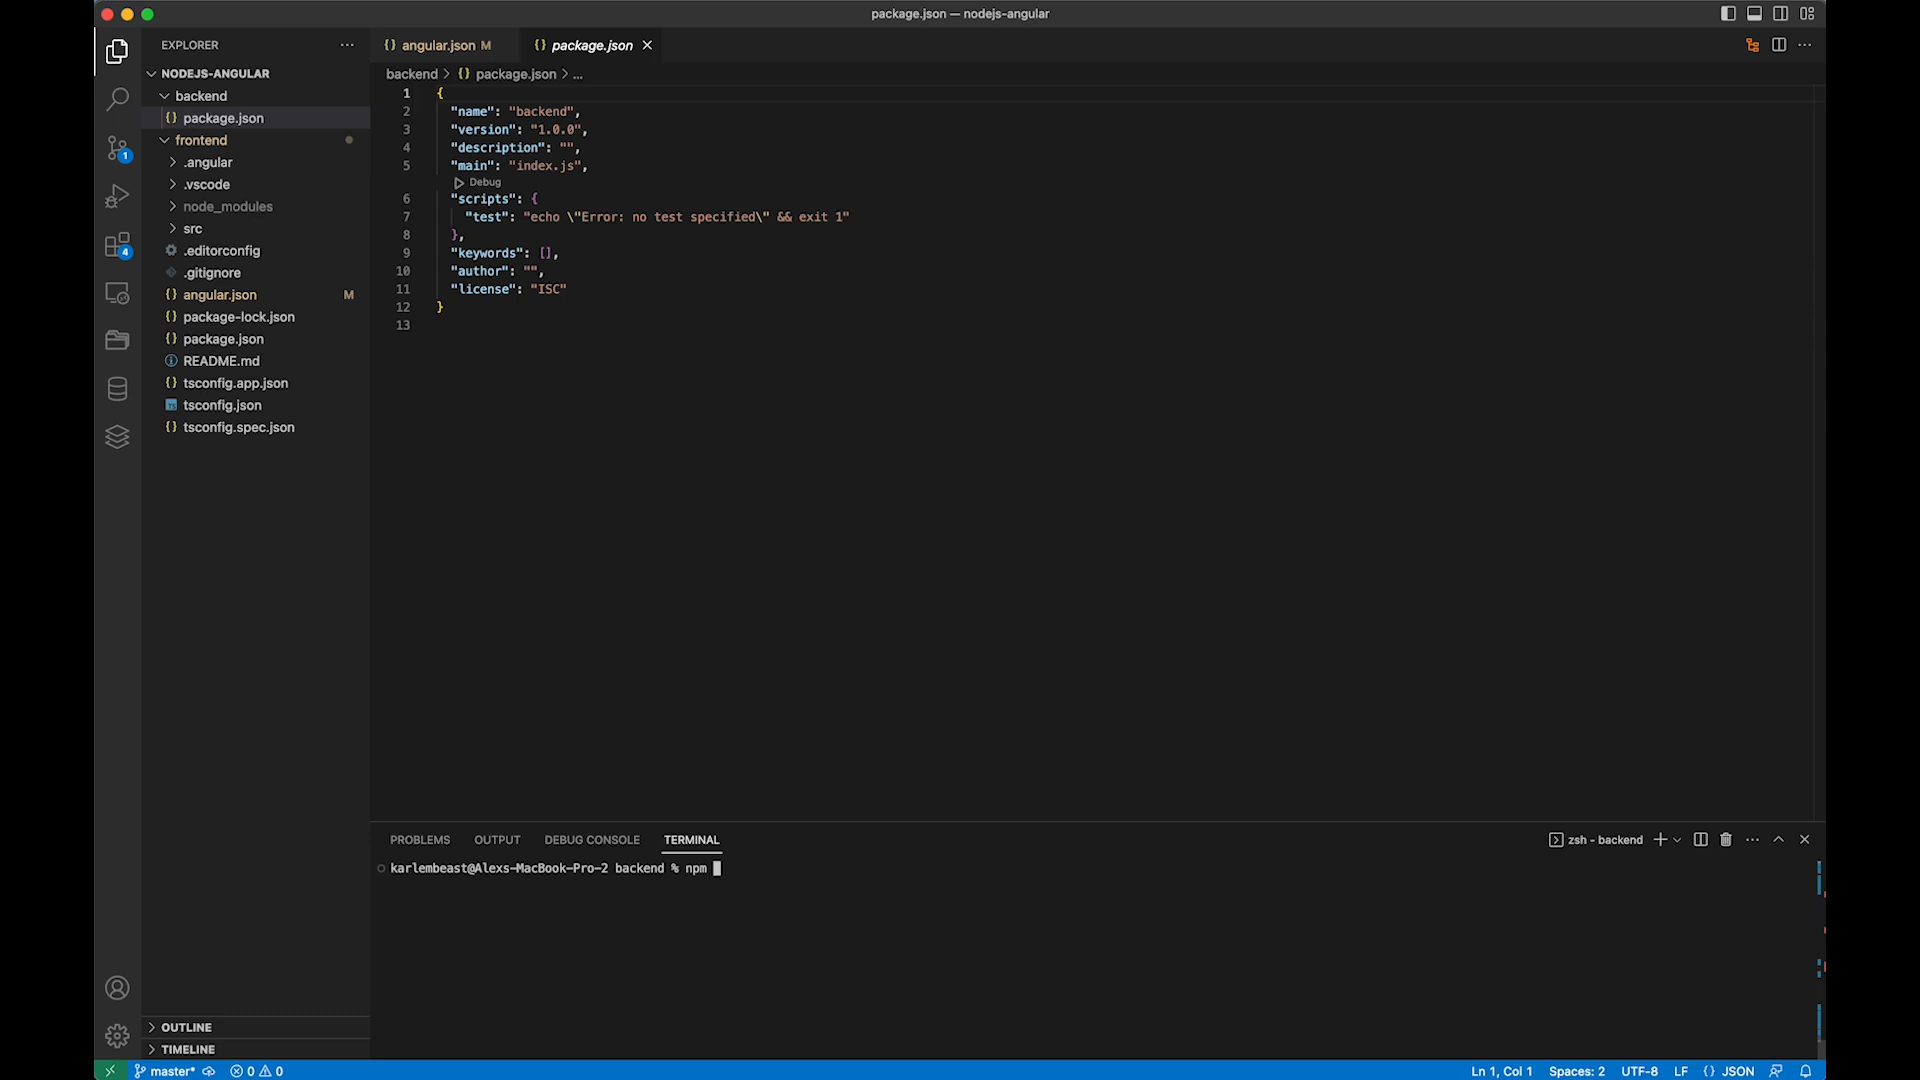 package.json — nodejs-angular
EXPLORER
NODEJS-ANGULAR
backend
package.json
frontend
.angular
.vscode
node_modules
src
.editorconfig
.gitignore
angular.json M
package-lock.json
package.json
README.md
tsconfig.app.json
TS tsconfig.json
tsconfig.spec.json
OUTLINE
TIMELINE
1
4
{} angular.json M
{} package.json
backend > {} package.json > ...
1 {
2 "name": "backend",
3 "version": "1.0.0",
4 "description": "",
5 "main": "index.js",
Debug
6 "scripts": {
7 "test": "echo \"Error: no test specified\" && exit 1"
8 },
9 "keywords": [],
10 "author": "",
11 "license": "ISC"
12 }
13
PROBLEMS OUTPUT DEBUG CONSOLE TERMINAL
zsh - backend
karlembeast@Alexs-MacBook-Pro-2 backend % npm
master* 0 0
Ln 1, Col 1 Spaces: 2 UTF-8 LF {} JSON